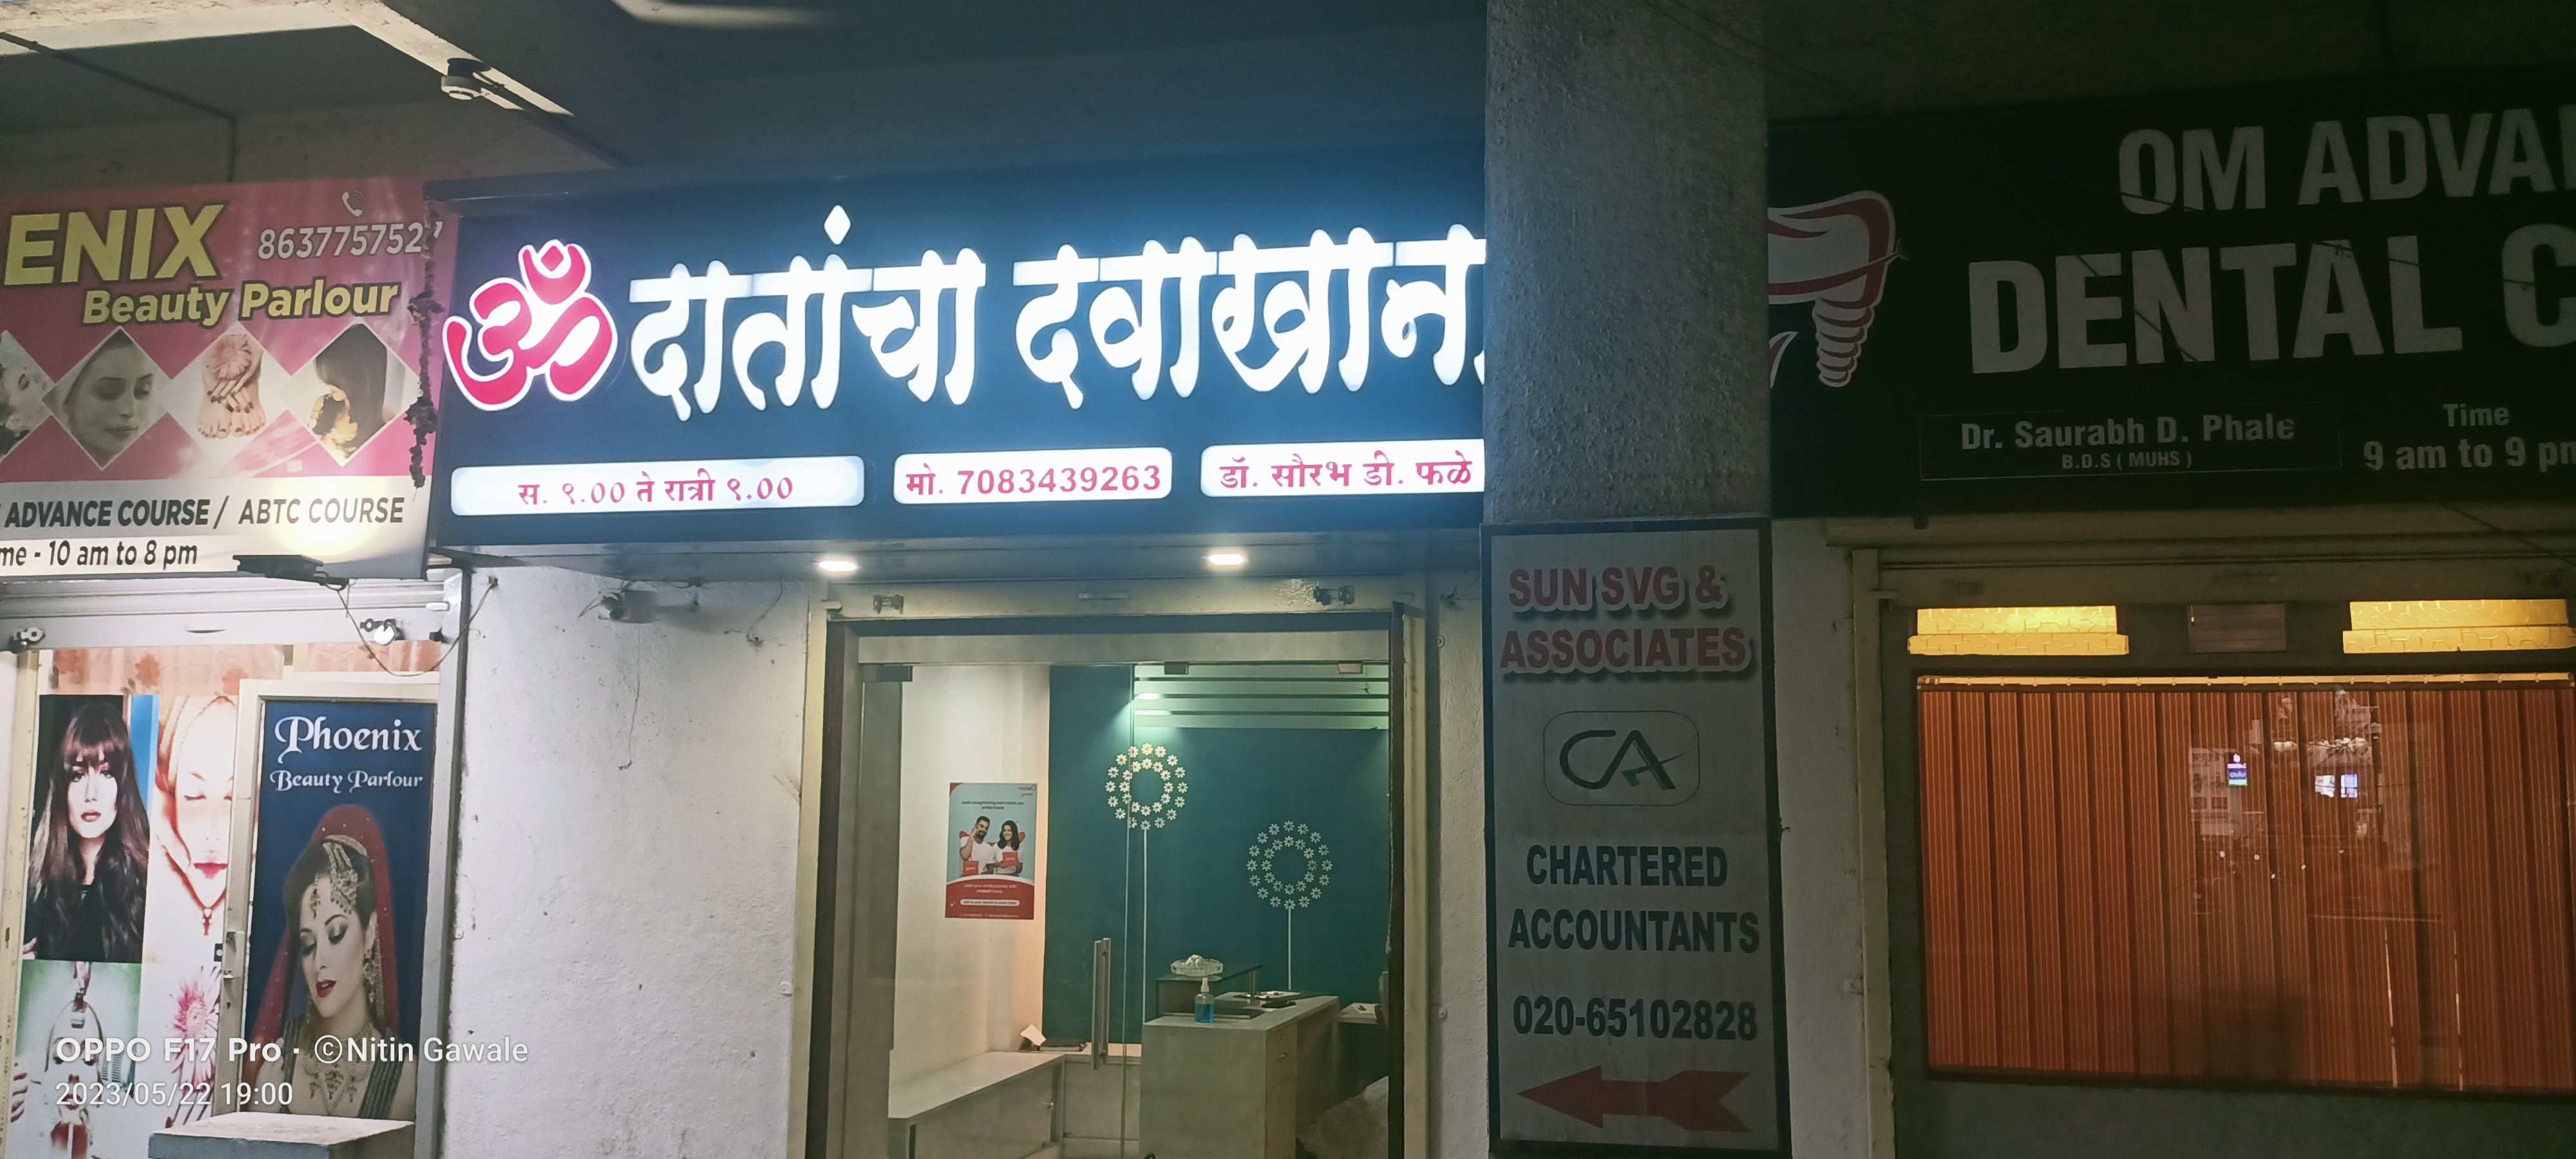 ENIX
863775752
Beauty Parlour
ADVANCE COURSE / ABTC COURSE
me - 10 am to 8 pm
Phoenix
Beauty Parlour
ॐ दातांचा दवाखाना
स. ९.00 ते रात्री ९.00
मो. 7083439263
डॉ. सौरभ डी. फळे
SUN SVG &
ASSOCIATES
CA
CHARTERED
ACCOUNTANTS
020-65102828
OM ADVA
DENTAL C
Dr. Saurabh D. Phale
B.D.S ( MUHS )
Time
9 am to 9 pm
OPPO F17 Pro · ©Nitin Gawale
2023/05/22 19:00